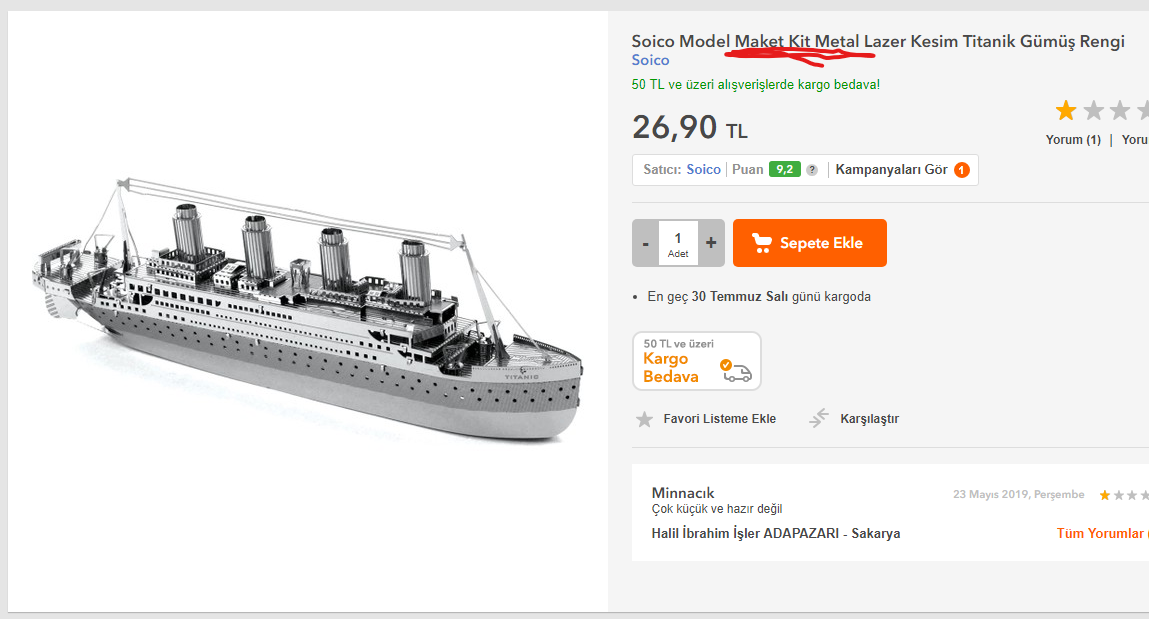 Soico Model Maket Kit Metal Lazer Kesim Titanik Gümüş Rengi
Soico
50 TL ve üzeri alışverişlerde kargo bedava!
26,90 TL
Yorum (1) | Yoru
Satıcı: Soico | Puan 9,2 ? | Kampanyaları Gör 1
- 1 +
Adet
Sepete Ekle
• En geç 30 Temmuz Salı günü kargoda
50 TL ve üzeri
Kargo
Bedava
Favori Listeme Ekle
Karşılaştır
Minnacık
23 Mayıs 2019, Perşembe
Çok küçük ve hazır değil
Halil İbrahim İşler ADAPAZARI - Sakarya
Tüm Yorumlar (
TITANIC